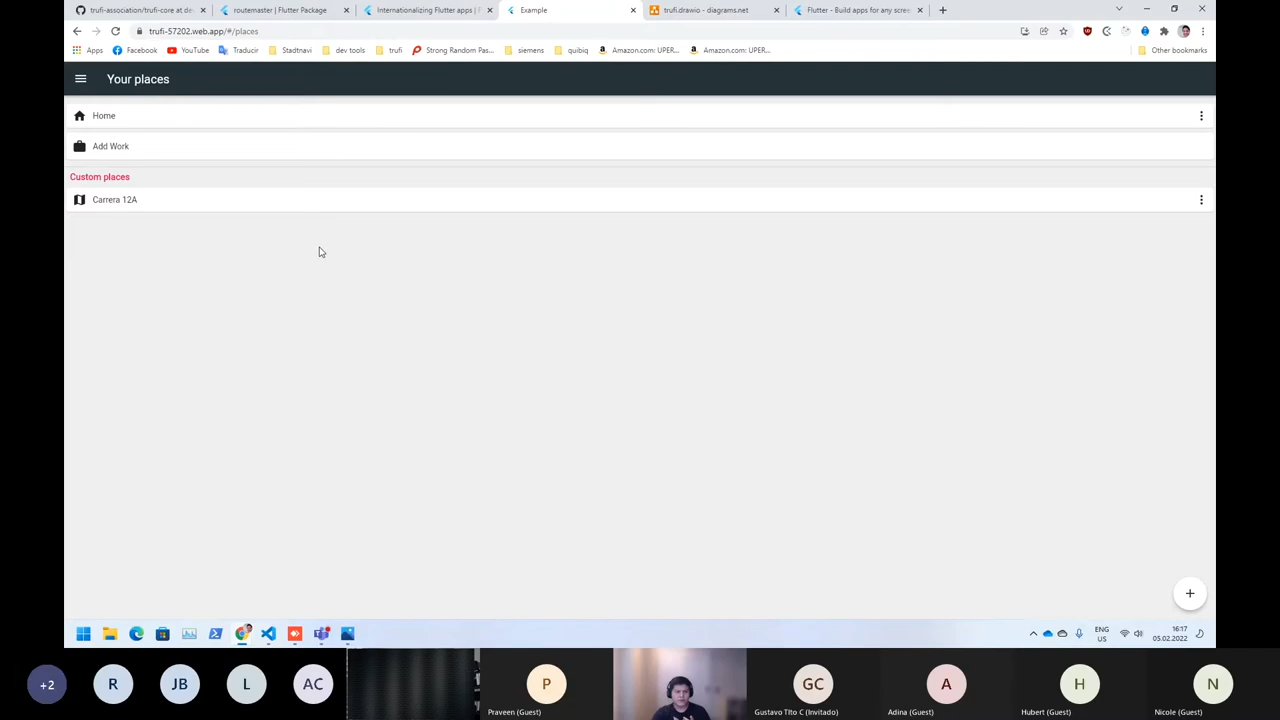 trufi-association/trufi-core at de
routemaster | Flutter Package
Internationalizing Flutter apps | F
Example
trufi.drawio - diagrams.net
Flutter - Build apps for any scree
trufi-57202.web.app/#/places
Apps
Facebook
YouTube
Traducir
Stadtnavi
dev tools
trufi
Strong Random Pas...
siemens
quibiq
Amazon.com: UPER...
Amazon.com: UPER...
Other bookmarks
Your places
Home
Add Work
Custom places
Carrera 12A
ENG
US
16:17
05.02.2022
+2
R
JB
L
AC
P
Praveen (Guest)
GC
Gustavo TIto C (Invitado)
A
Adina (Guest)
H
Hubert (Guest)
N
Nicole (Guest)